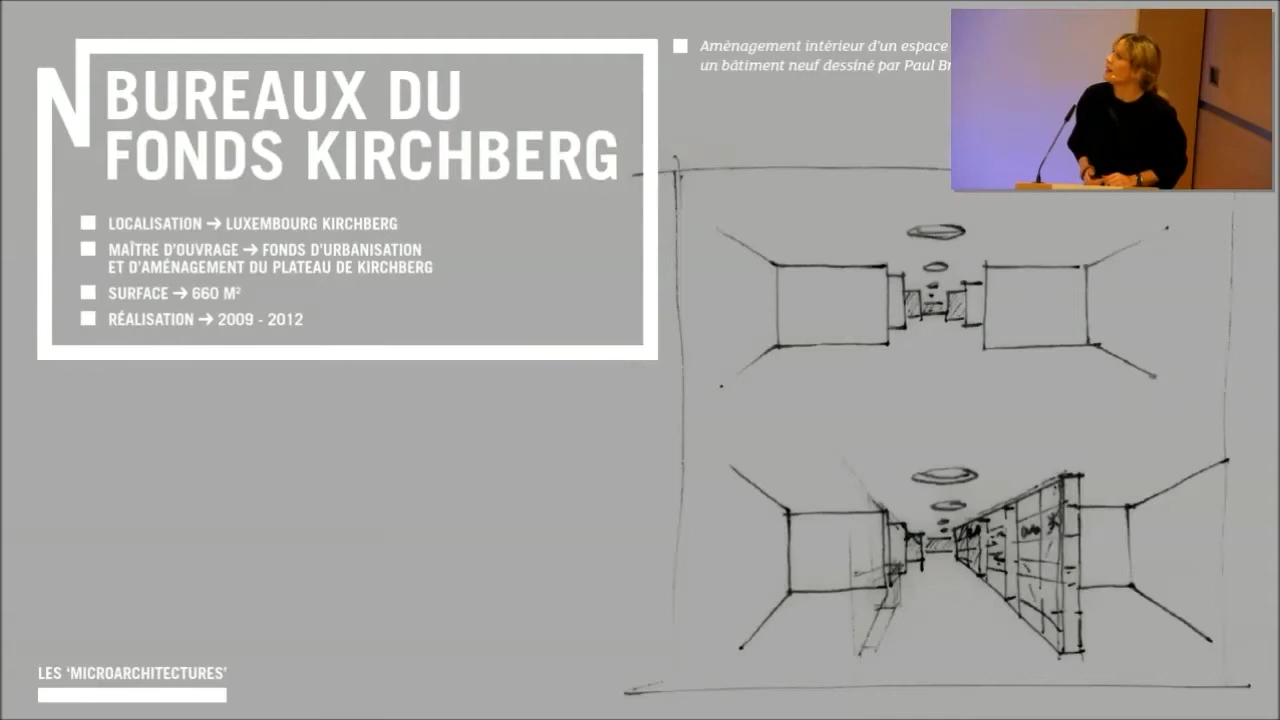 N
BUREAUX DU
FONDS KIRCHBERG
LOCALISATION → LUXEMBOURG KIRCHBERG
MAÎTRE D'OUVRAGE → FONDS D'URBANISATION
ET D'AMÉNAGEMENT DU PLATEAU DE KIRCHBERG
SURFACE → 660 M²
RÉALISATION → 2009 - 2012
Aménagement intérieur d'un espace
un bâtiment neuf dessiné par Paul
LES ‘MICROARCHITECTURES’